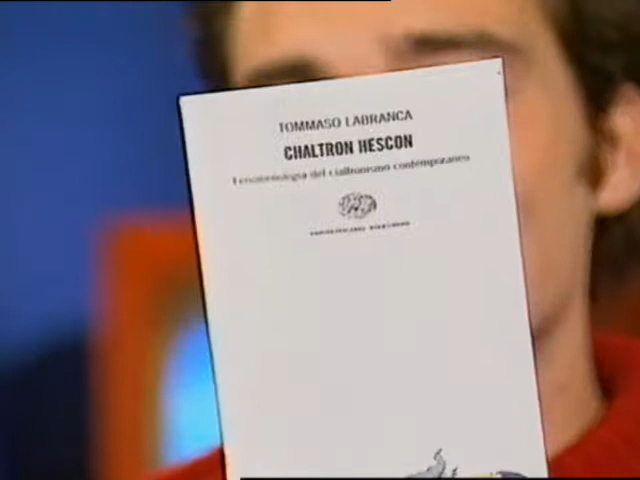 TOMMASO LABRANCA
CHALTRON HESCON
Fenomenologia del cialtronismo contemporaneo